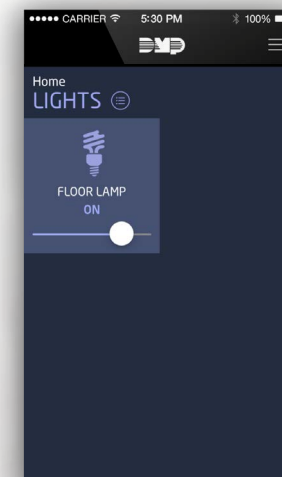 CARRIER 5:30 PM 100%
DMP
Home
LIGHTS
FLOOR LAMP
ON